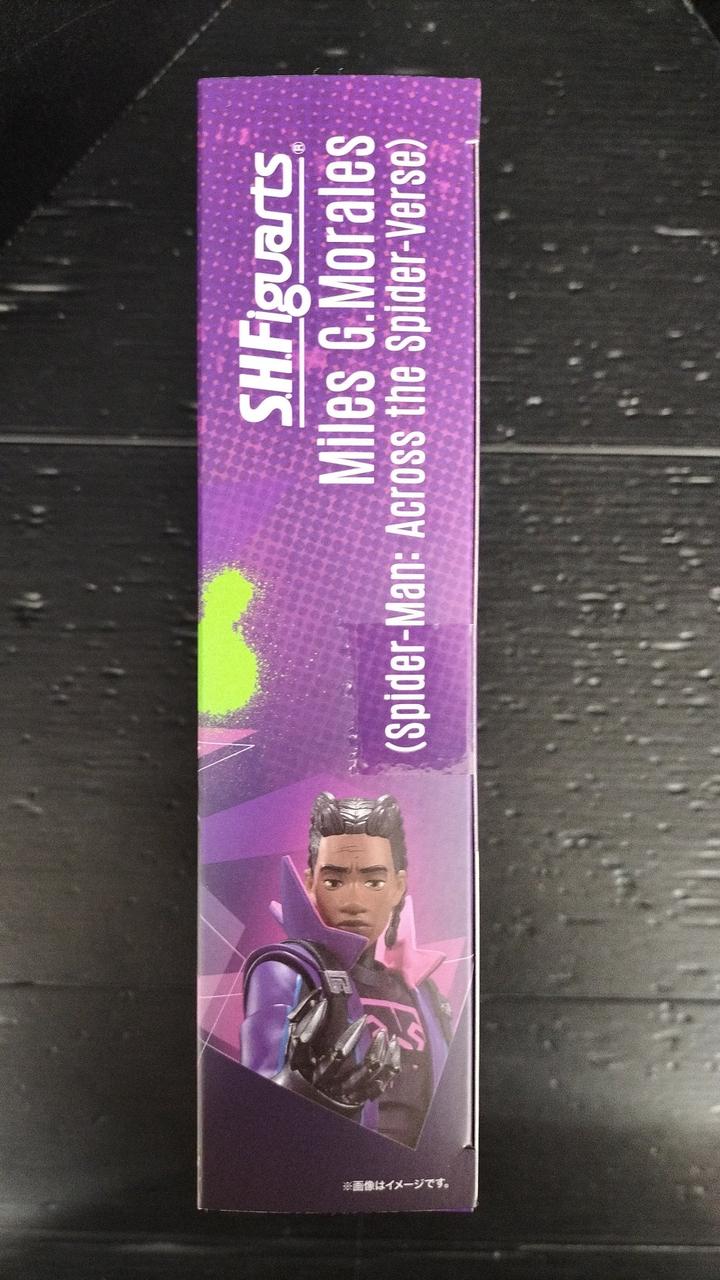 S.H.Figuarts®
Miles G.Morales
(Spider-Man: Across the Spider-Verse)
※画像はイメージです。